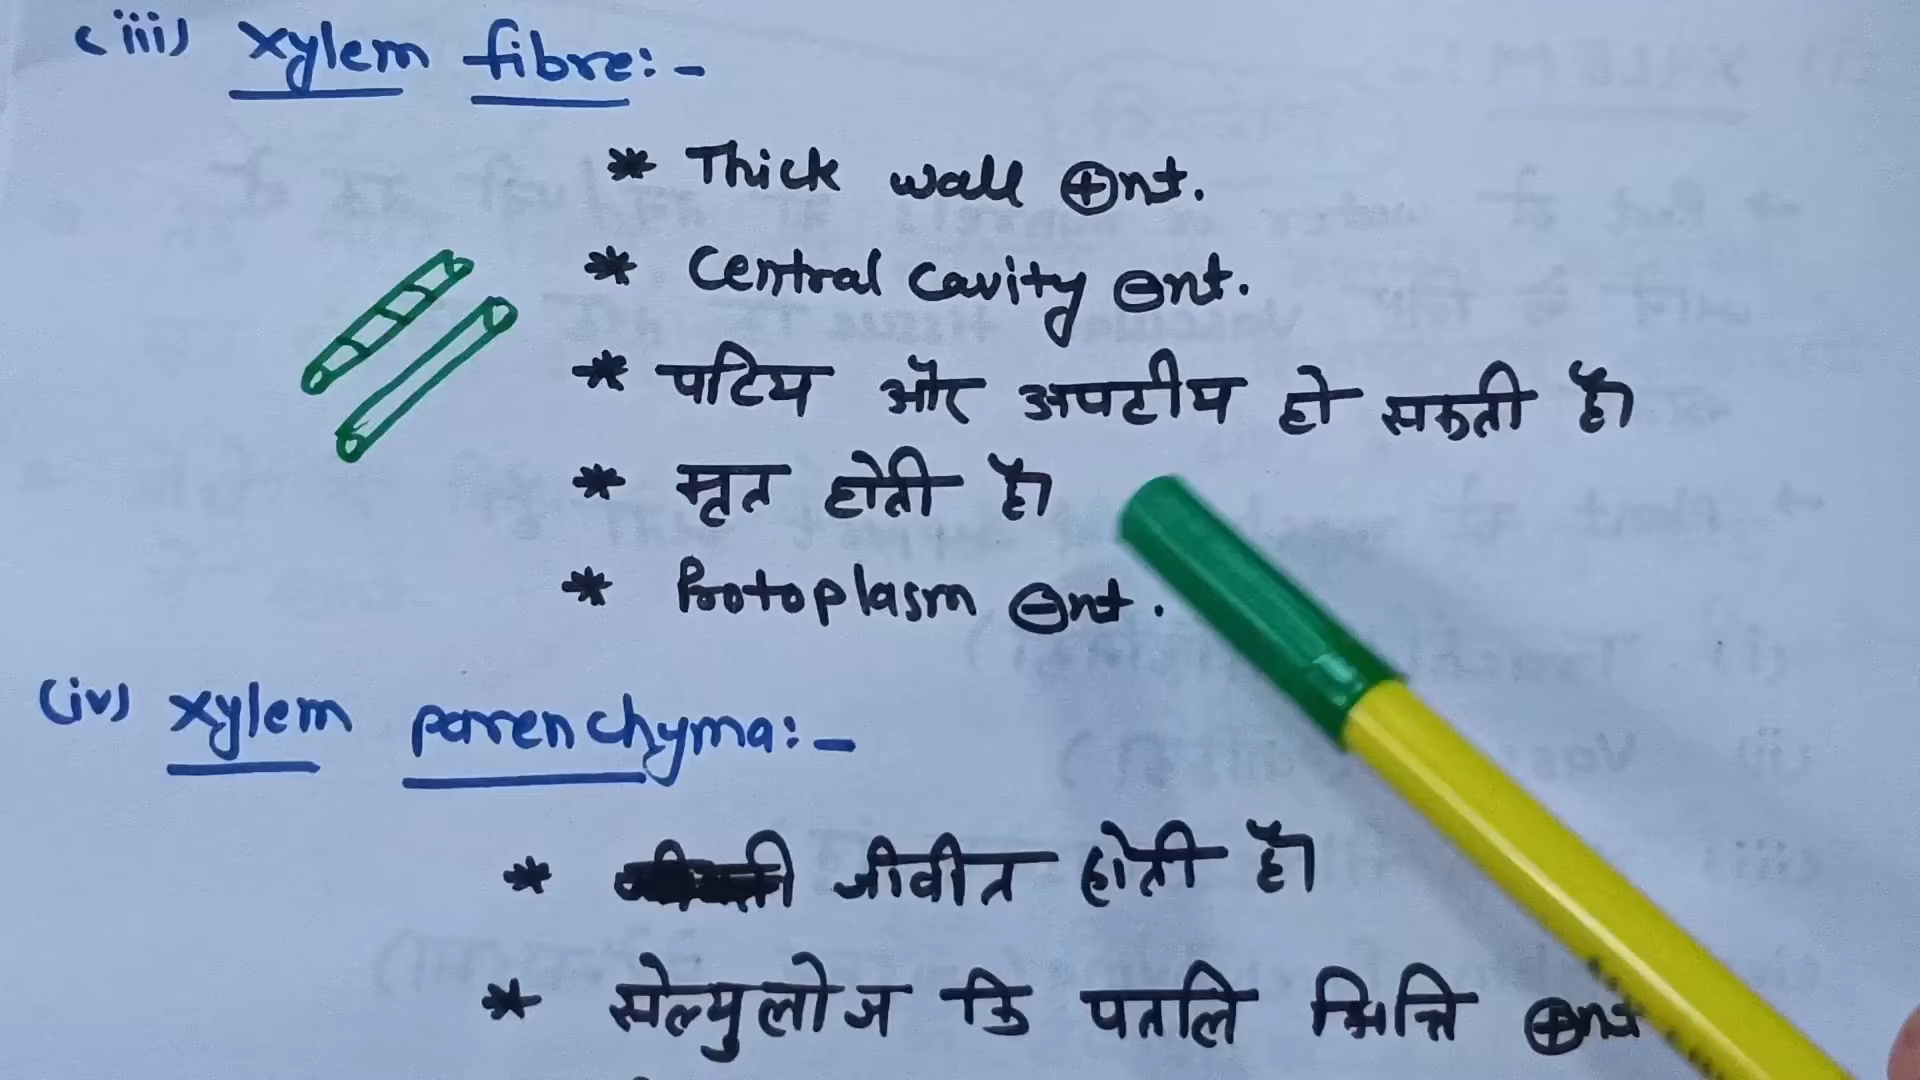 (iii) xylem fibre:-
* Thick wall ⊕nt.
* Central cavity ⊖nt.
* पटिय और अपटीय हो सकती है।
* मृत होती है।
* Protoplasm ⊖nt.
(iv) xylem parenchyma:-
* जीवीत होती है।
* सेल्युलोज कि पतलि भित्ति ⊕nt